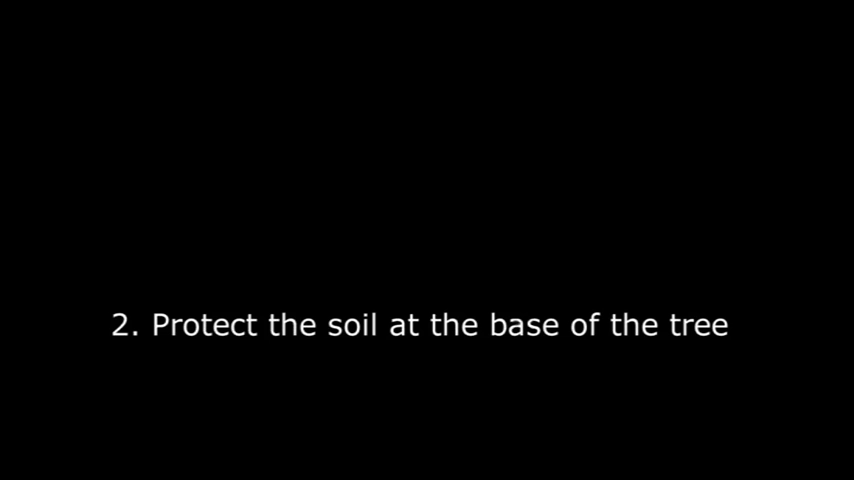 2. Protect the soil at the base of the tree